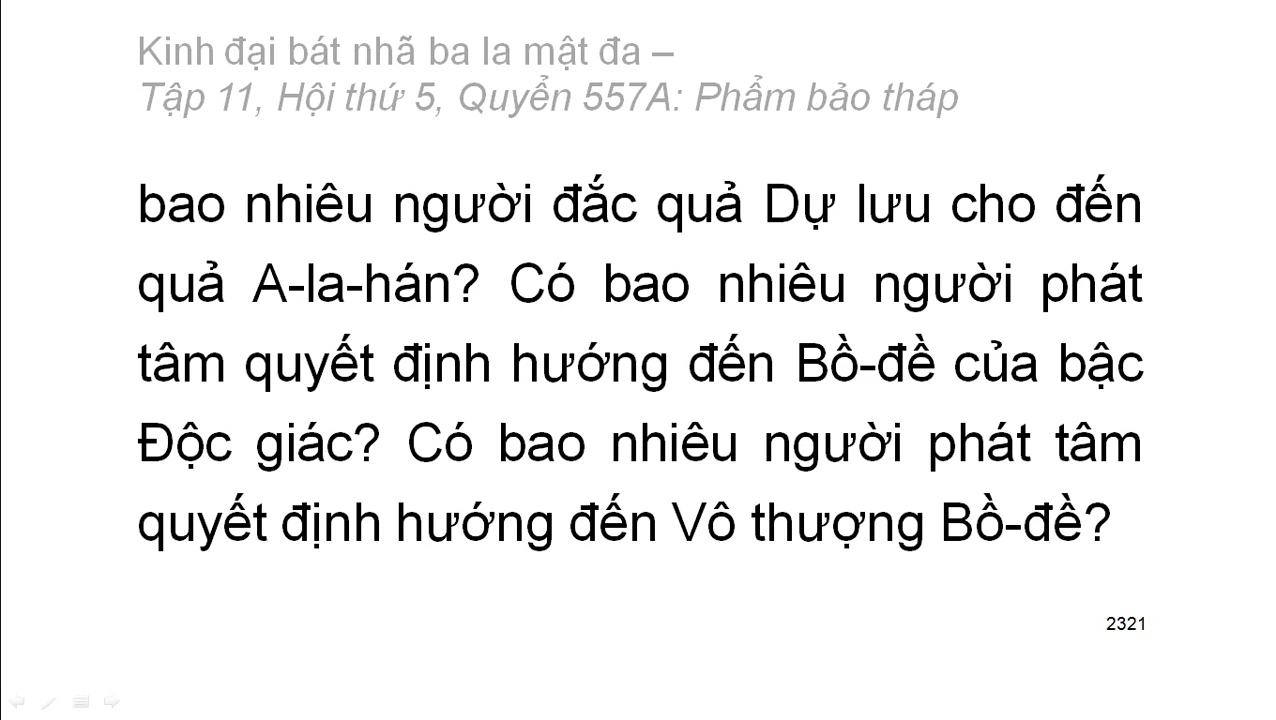 Kinh đại bát nhã ba la mật đa –
Tập 11, Hội thứ 5, Quyển 557A: Phẩm bảo tháp
bao nhiêu người đắc quả Dự lưu cho đến
quả A-la-hán? Có bao nhiêu người phát
tâm quyết định hướng đến Bồ-đề của bậc
Độc giác? Có bao nhiêu người phát tâm
quyết định hướng đến Vô thượng Bồ-đề?
2321